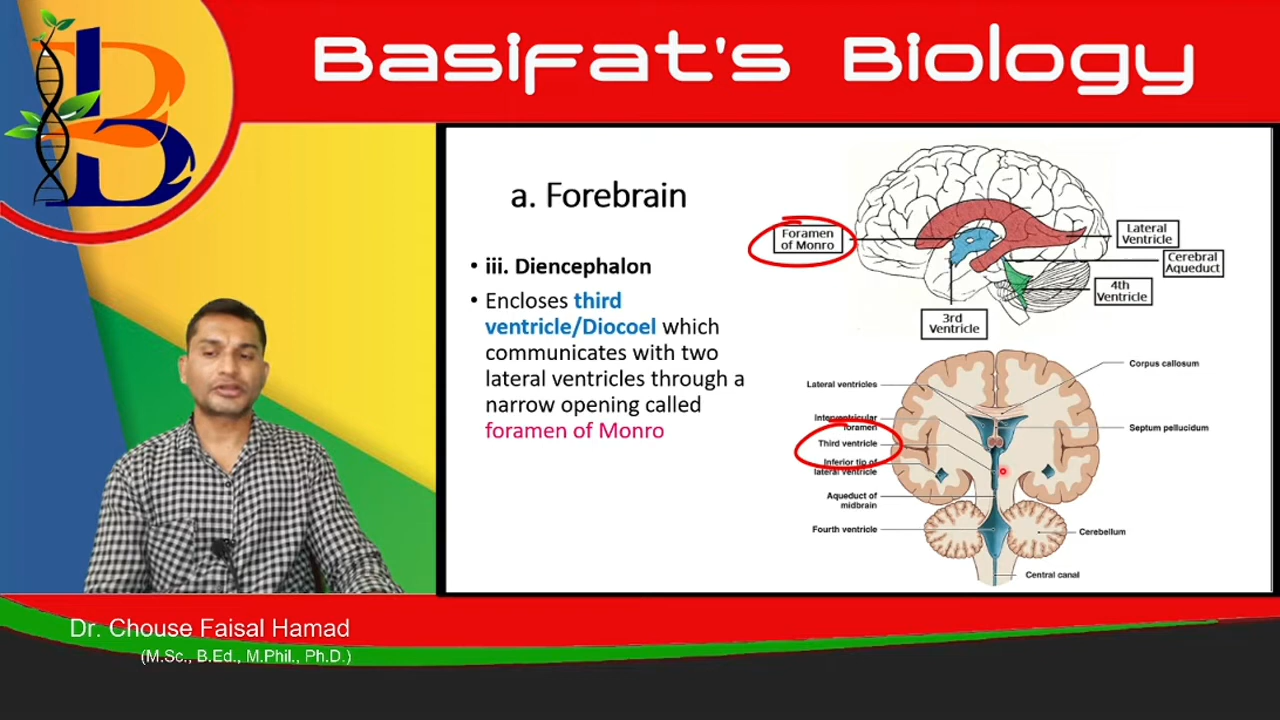 Basifat's Biology
a. Forebrain
• iii. Diencephalon
• Encloses third
ventricle/Diocoel which
communicates with two
lateral ventricles through a
narrow opening called
foramen of Monro
Foramen
of Monro
Lateral
Ventricle
Cerebral
Aqueduct
4th
Ventricle
3rd
Ventricle
Corpus callosum
Lateral ventricles
Interventricular
foramen
Septum pellucidum
Third ventricle
Inferior tip of
lateral ventricle
Aqueduct of
midbrain
Fourth ventricle
Cerebellum
Central canal
Dr. Chouse Faisal Hamad
(M.Sc., B.Ed., M.Phil., Ph.D.)